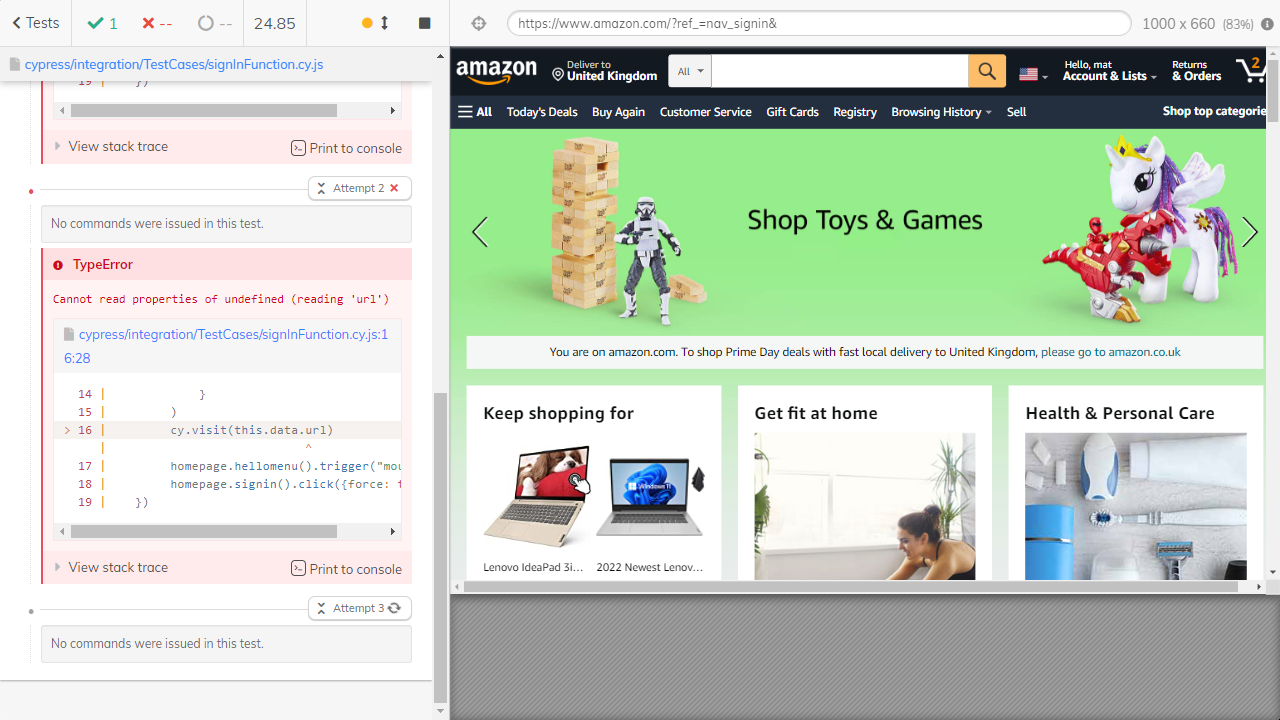 Tests
1
--
--
24.85
https://www.amazon.com/?ref_=nav_signin&
1000 x 660 (83%)
cypress/integration/TestCases/signInFunction.cy.js
19 | })
View stack trace
Print to console
Attempt 2
No commands were issued in this test.
TypeError
Cannot read properties of undefined (reading 'url')
cypress/integration/TestCases/signInFunction.cy.js:1
6:28
14 | }
15 | )
> 16 | cy.visit(this.data.url)
| ^
17 | homepage.hellomenu().trigger("mou
18 | homepage.signin().click({force: t
19 | })
View stack trace
Print to console
Attempt 3
No commands were issued in this test.
amazon
Deliver to
United Kingdom
All
Hello, mat
Account & Lists
Returns
& Orders
2
All
Today's Deals
Buy Again
Customer Service
Gift Cards
Registry
Browsing History
Sell
Shop top categorie
Shop Toys & Games
You are on amazon.com. To shop Prime Day deals with fast local delivery to United Kingdom, please go to amazon.co.uk
Keep shopping for
Get fit at home
Health & Personal Care
Windows 11
Lenovo IdeaPad 3i...
2022 Newest Lenov...